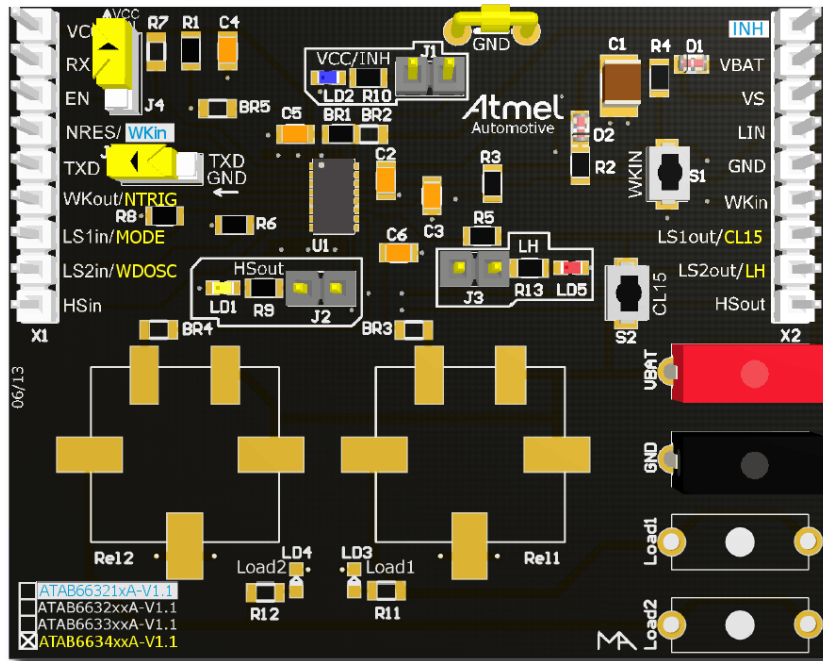 VCC
VCC
R7
R1
C4
VCC/INH
J1
GND
C1
R4
D1
INH
RX
VBAT
EN
J4
LD2
R10
VS
BR5
C5
BR1
BR2
Atmel
Automotive
NRES/WKin
D2
LIN
TXD
TXD
GND
C2
R3
R2
WKIN
S1
GND
WKout/NTRIG
R8
R6
U1
C3
R5
WKin
LS1in/MODE
C6
LH
LS1out/CL15
LS2in/WDOSC
HSout
J3
R13
LD5
CL15
LS2out/LH
HSin
LD1
R9
J2
HSout
X1
BR4
BR3
S2
X2
06/13
VBAT
GND
Rel2
Load2
LD4
LD3
Load1
Rel1
Load1
R12
R11
Load2
ATAB66321xA-V1.1
ATAB6632xxA-V1.1
ATAB6633xxA-V1.1
ATAB6634xxA-V1.1
MA